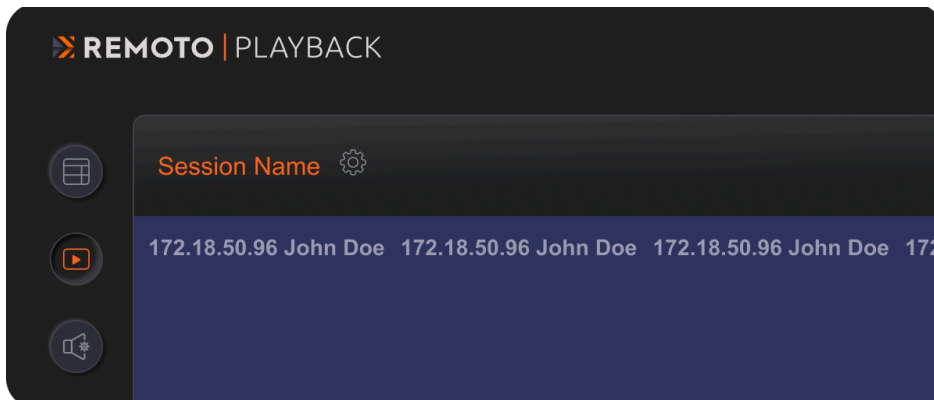 REMOTO | PLAYBACK
Session Name
172.18.50.96 John Doe 172.18.50.96 John Doe 172.18.50.96 John Doe